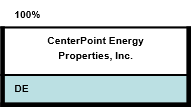 100%
CenterPoint Energy
Properties, Inc.
DE